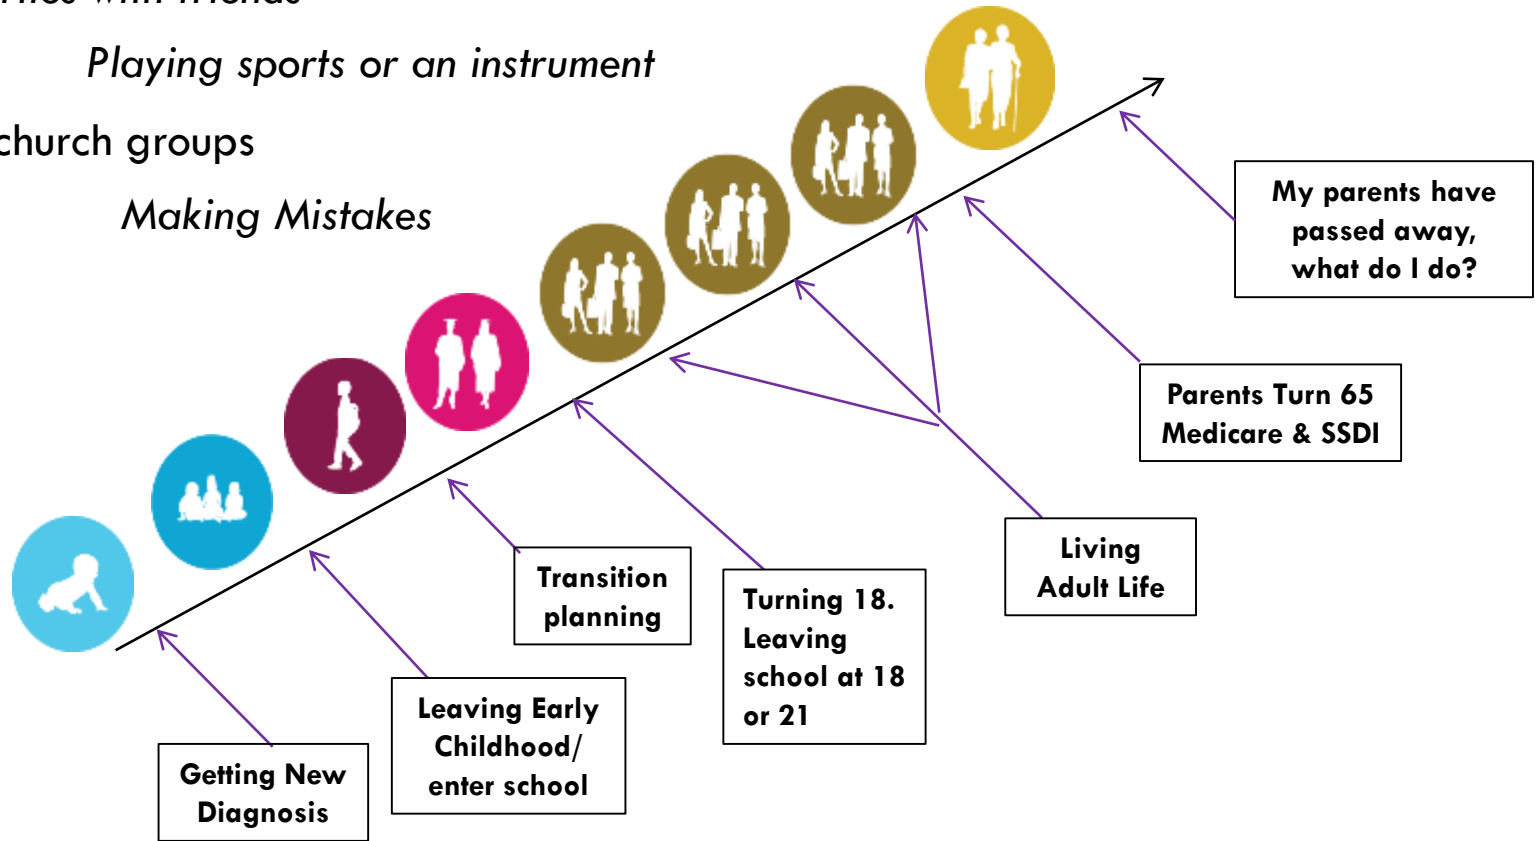 with friends
Playing sports or an instrument
church groups
Making Mistakes
My parents have
passed away,
what do I do?
Parents Turn 65
Medicare & SSDI
Living
Adult Life
Transition
planning
Turning 18.
Leaving
school at 18
or 21
Leaving Early
Childhood/
enter school
Getting New
Diagnosis